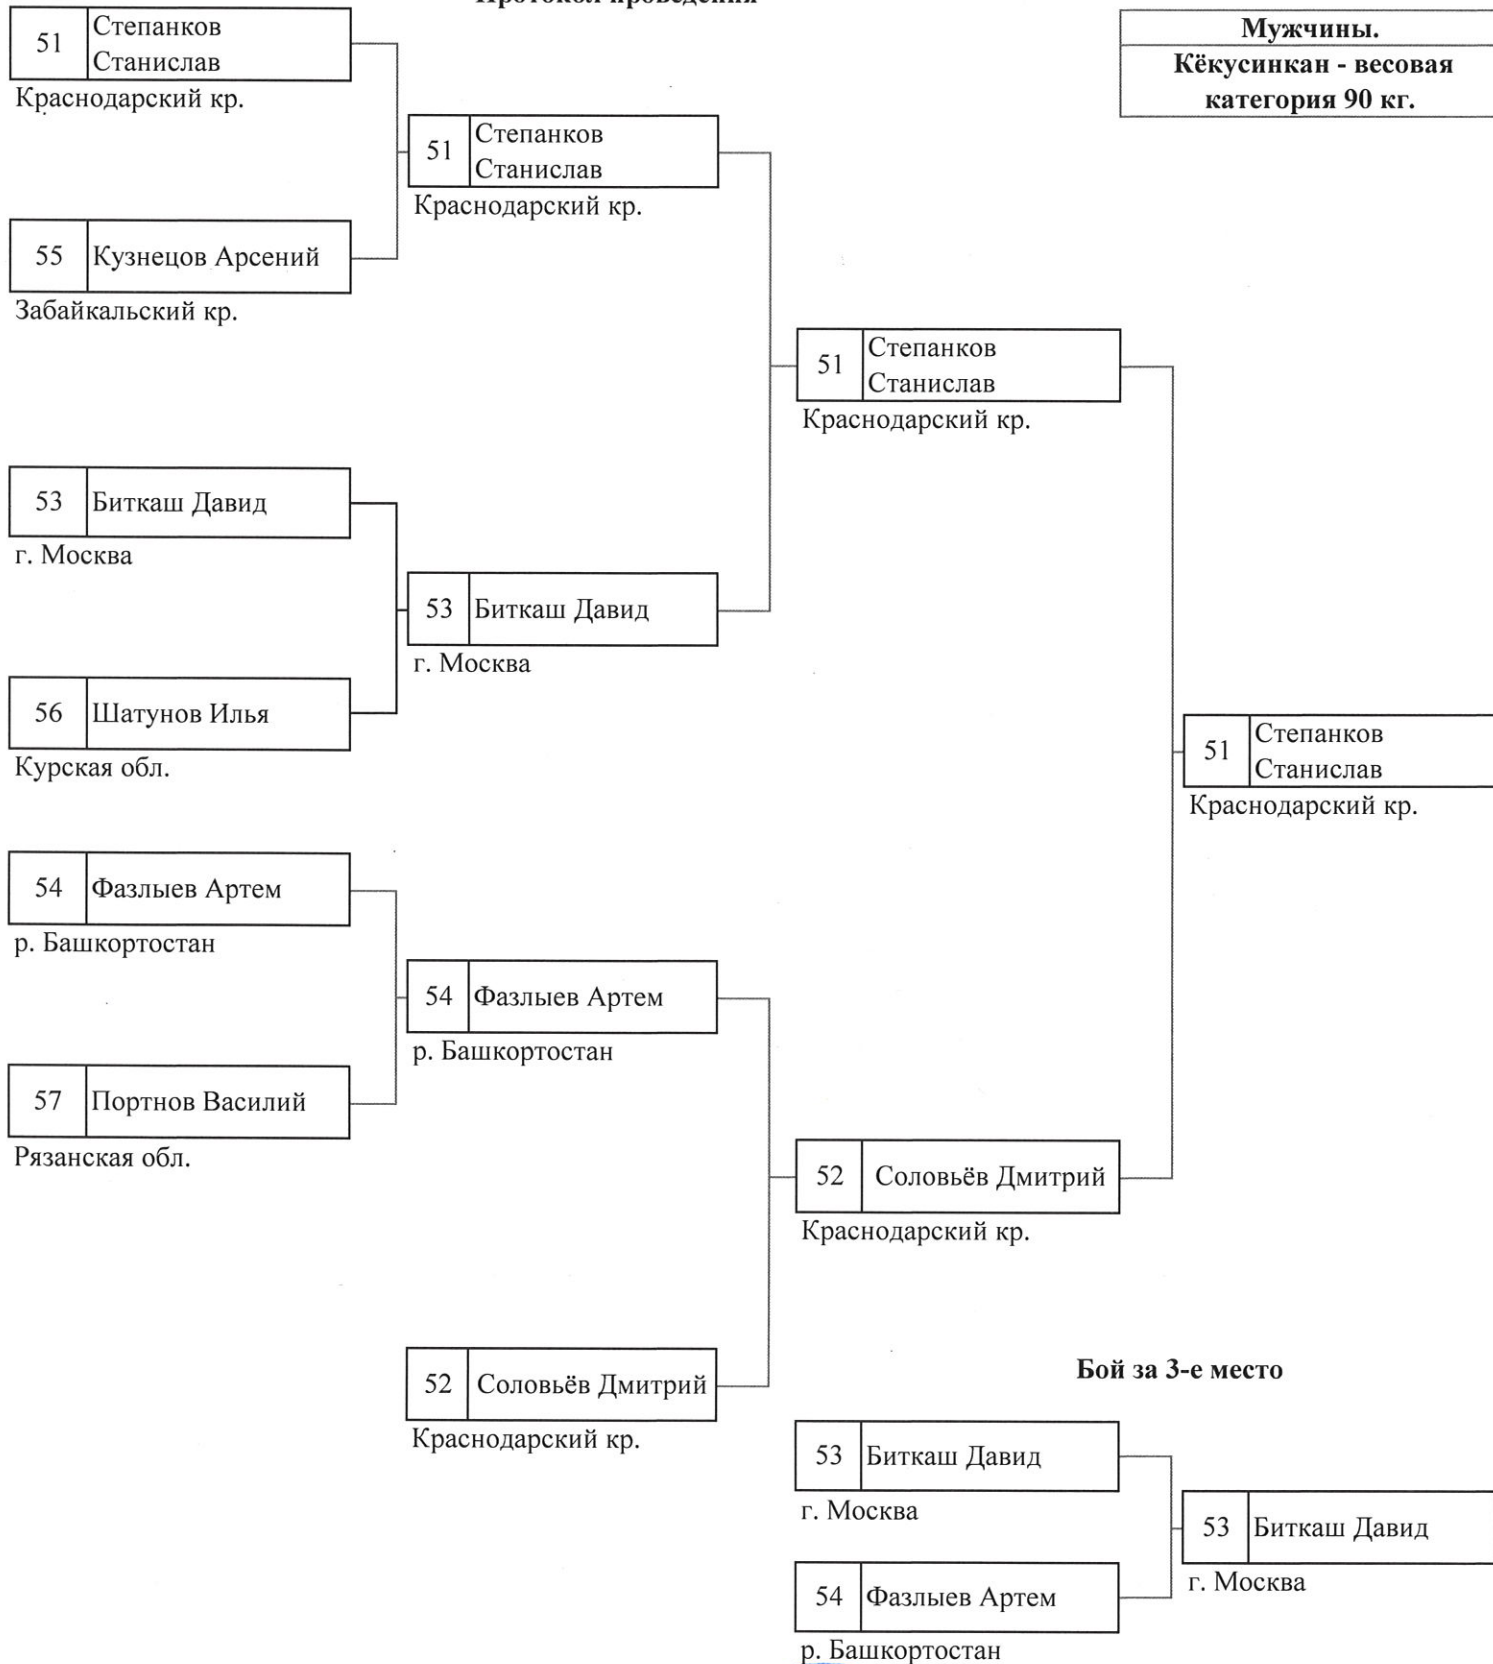 Протокол проведения
Мужчины.
Кёкусинкан - весовая
категория 90 кг.
51
Степанков
Станислав
Краснодарский кр.
55
Кузнецов Арсений
Забайкальский кр.
53
Биткаш Давид
г. Москва
56
Шатунов Илья
Курская обл.
54
Фазлыев Артем
р. Башкортостан
57
Портнов Василий
Рязанская обл.
51
Степанков
Станислав
Краснодарский кр.
53
Биткаш Давид
г. Москва
54
Фазлыев Артем
р. Башкортостан
52
Соловьёв Дмитрий
Краснодарский кр.
51
Степанков
Станислав
Краснодарский кр.
52
Соловьёв Дмитрий
Краснодарский кр.
51
Степанков
Станислав
Краснодарский кр.
Бой за 3-е место
53
Биткаш Давид
г. Москва
54
Фазлыев Артем
р. Башкортостан
53
Биткаш Давид
г. Москва